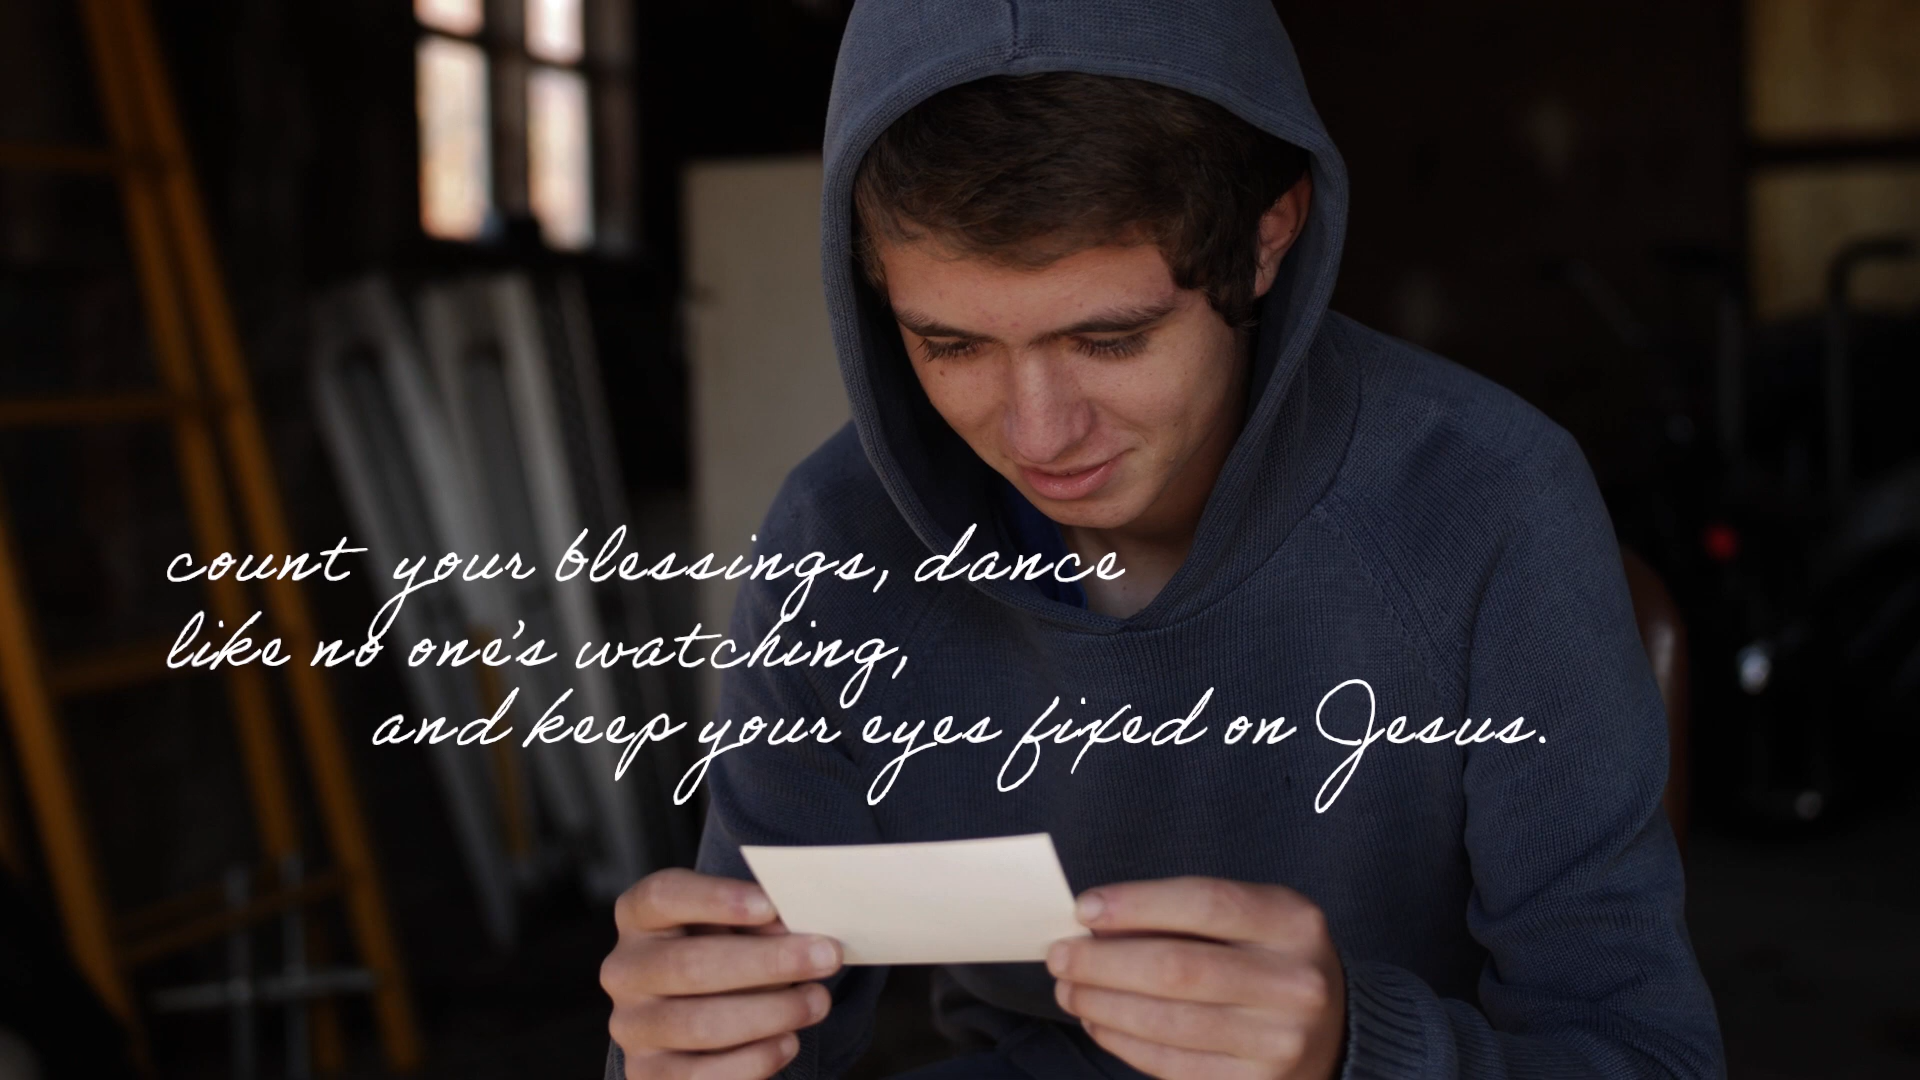 count your blessings, dance
like no one's watching,
and keep your eyes fixed on Jesus.